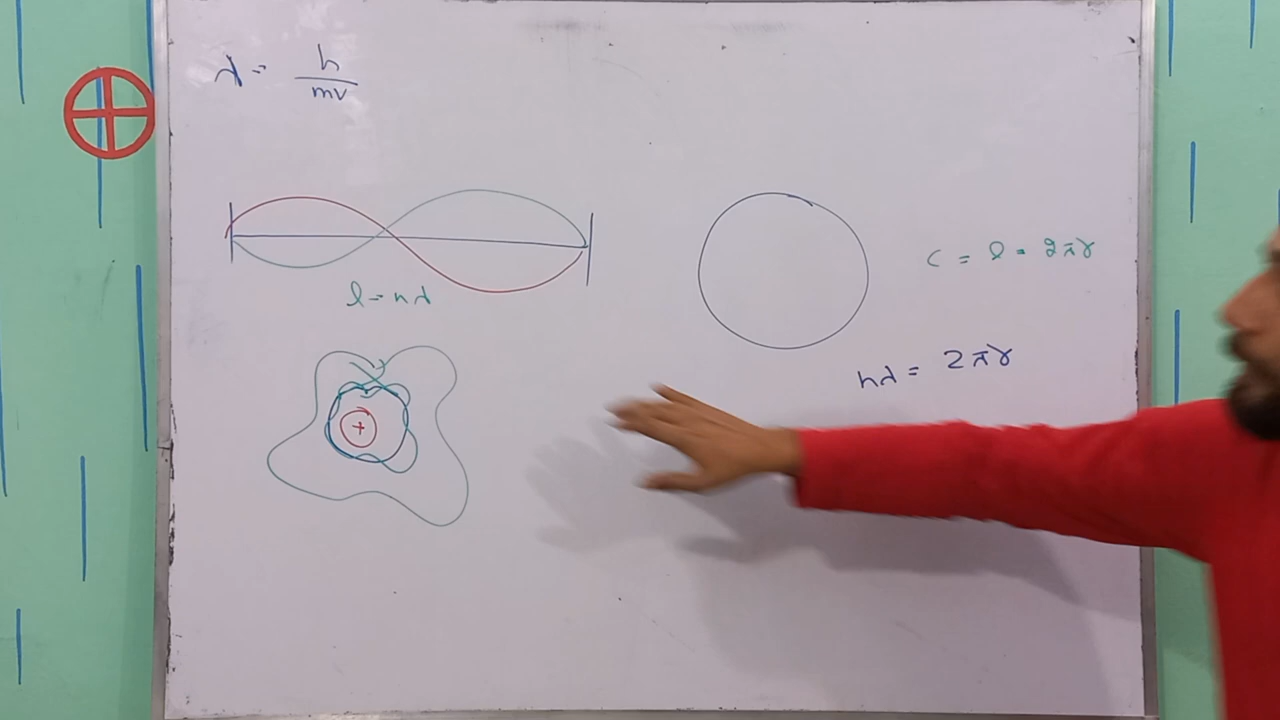 λ = h/mv
l = nλ
+
C = l = 2πr
nλ = 2πr